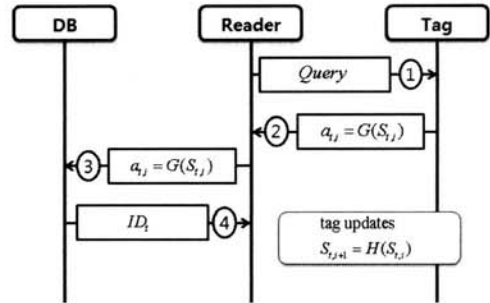 DB Reader Tag
Query ①
② a_{t,i} = G(S_{t,i})
③ a_{t,i} = G(S_{t,i})
ID_t ④
tag updates
S_{t,i+1} = H(S_{t,i})